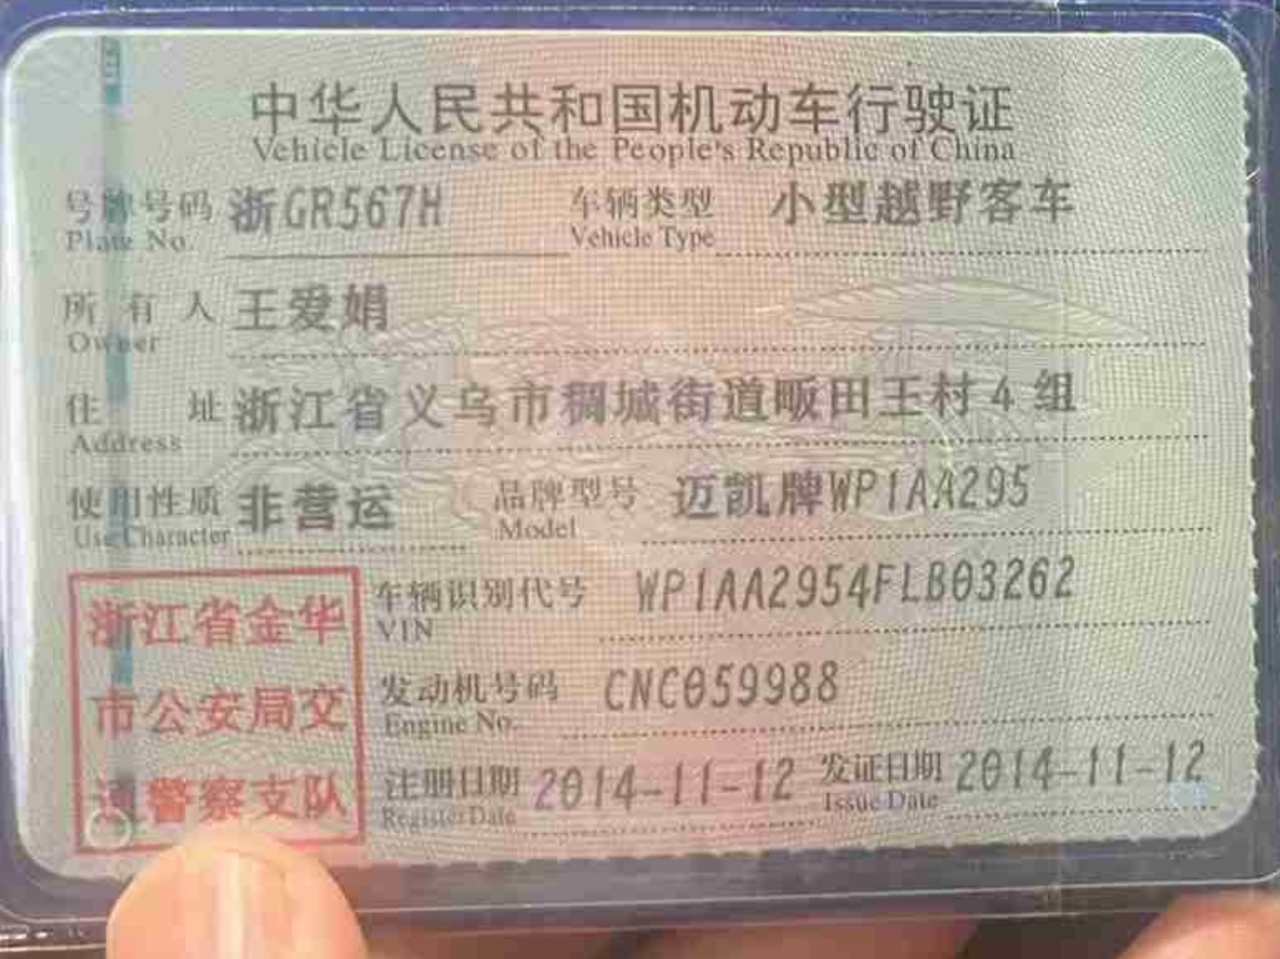 中华人民共和国机动车行驶证
Vehicle License of the People's Republic of China
号牌号码 浙GR567H 车辆类型 小型越野客车
Plate No. Vehicle Type
所有人 王爱娟
Owner
住址 浙江省义乌市稠城街道畈田王村4组
Address
使用性质 非营运 品牌型号 迈凯牌WP1AA295
Use Character Model
浙江省金华
市公安局交
通警察支队
车辆识别代号 WP1AA2954FLB03262
VIN
发动机号码 CNC059988
Engine No.
注册日期 2014-11-12 发证日期 2014-11-12
Register Date Issue Date